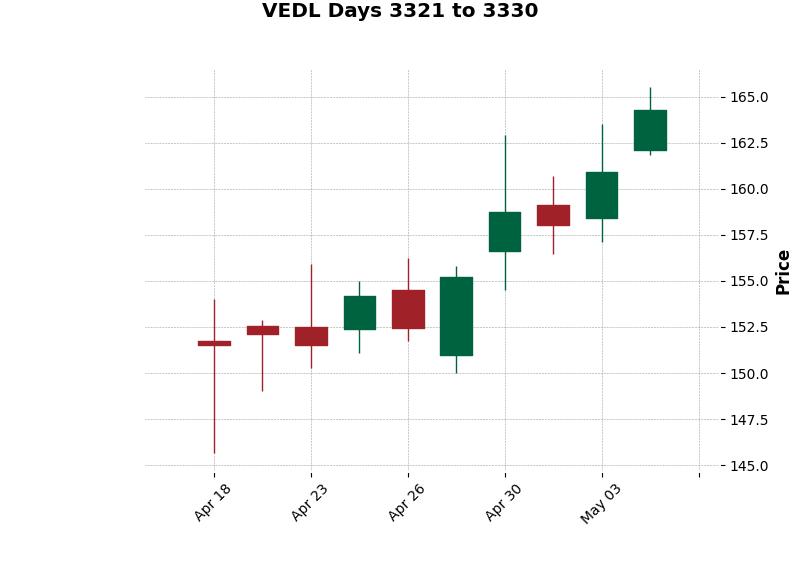 VEDL Days 3321 to 3330
165.0
162.5
160.0
157.5
155.0
152.5
150.0
147.5
145.0
Price
Apr 18
Apr 23
Apr 26
Apr 30
May 03